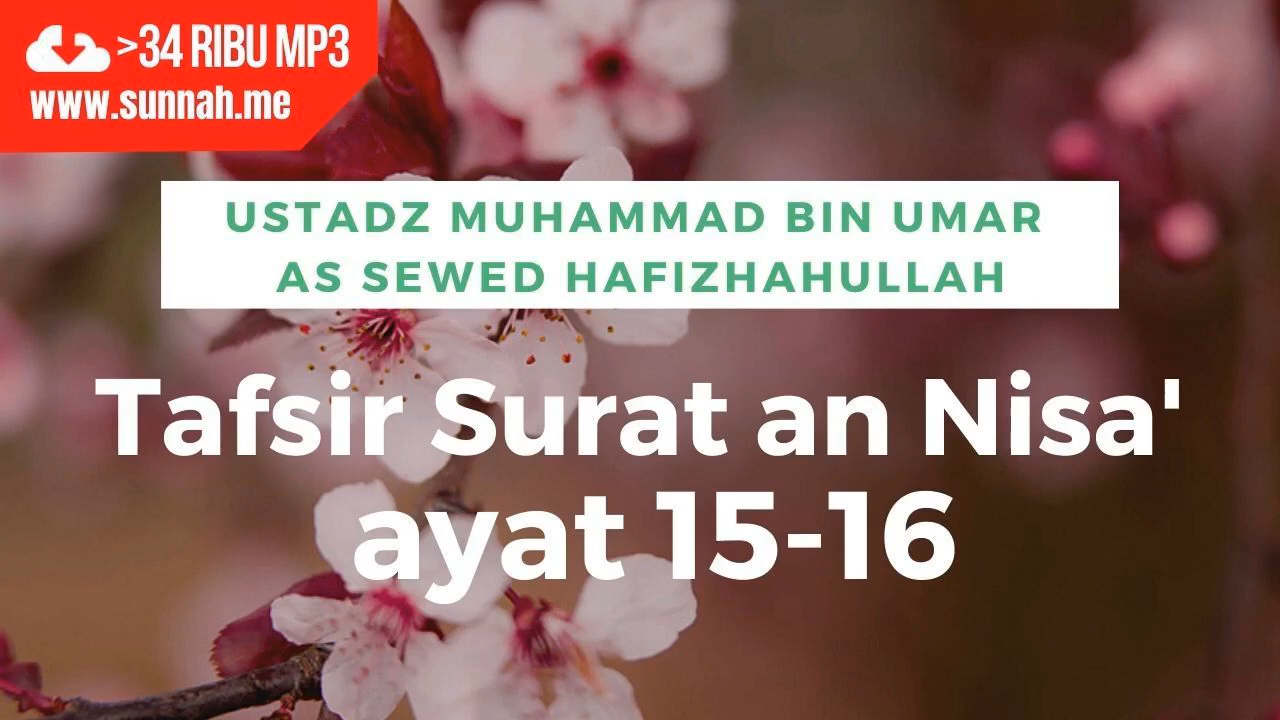 >34 RIBU MP3
www.sunnah.me
USTADZ MUHAMMAD BIN UMAR
AS SEWED HAFIZHAHULLAH
Tafsir Surat an Nisa'
ayat 15-16